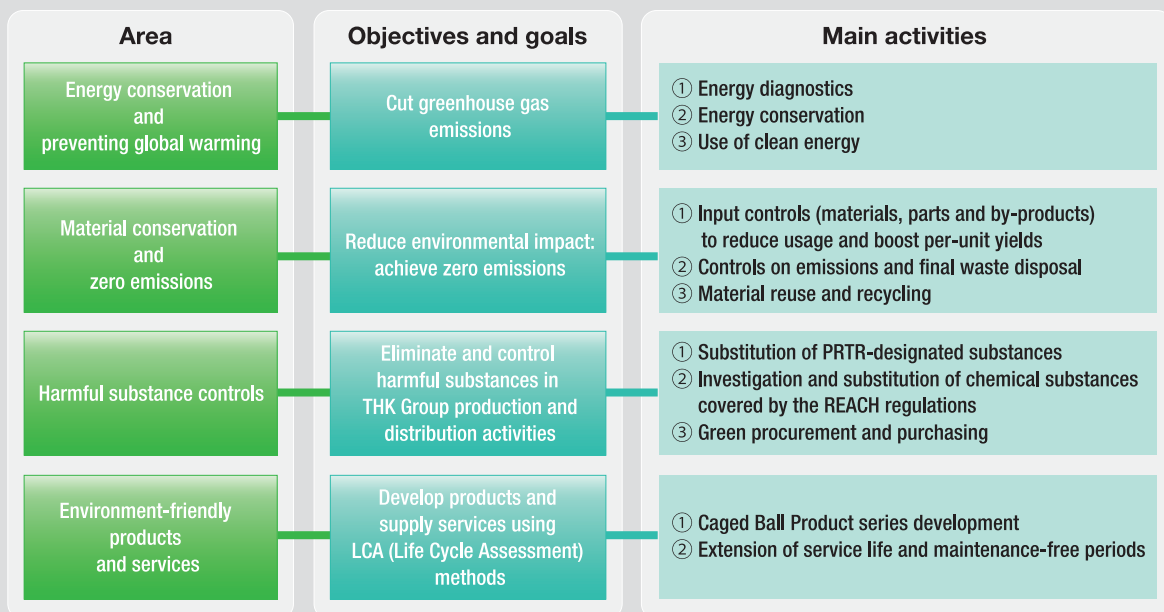 Area
Objectives and goals
Main activities
Energy conservation
and
preventing global warming
Cut greenhouse gas
emissions
① Energy diagnostics
② Energy conservation
③ Use of clean energy
Material conservation
and
zero emissions
Reduce environmental impact:
achieve zero emissions
① Input controls (materials, parts and by-products)
to reduce usage and boost per-unit yields
② Controls on emissions and final waste disposal
③ Material reuse and recycling
Harmful substance controls
Eliminate and control
harmful substances in
THK Group production and
distribution activities
① Substitution of PRTR-designated substances
② Investigation and substitution of chemical substances
covered by the REACH regulations
③ Green procurement and purchasing
Environment-friendly
products
and services
Develop products and
supply services using
LCA (Life Cycle Assessment)
methods
① Caged Ball Product series development
② Extension of service life and maintenance-free periods